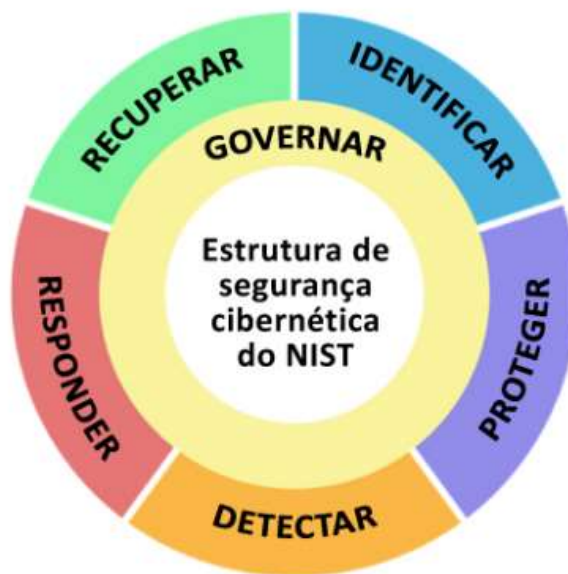 RECUPERAR
IDENTIFICAR
GOVERNAR
Estrutura de
segurança
cibernética
do NIST
RESPONDER
PROTEGER
DETECTAR